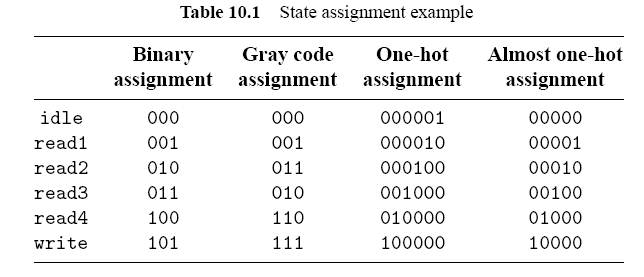 Table 10.1 State assignment example
Binary Gray code One-hot Almost one-hot
assignment assignment assignment assignment
idle 000 000 000001 00000
read1 001 001 000010 00001
read2 010 011 000100 00010
read3 011 010 001000 00100
read4 100 110 010000 01000
write 101 111 100000 10000